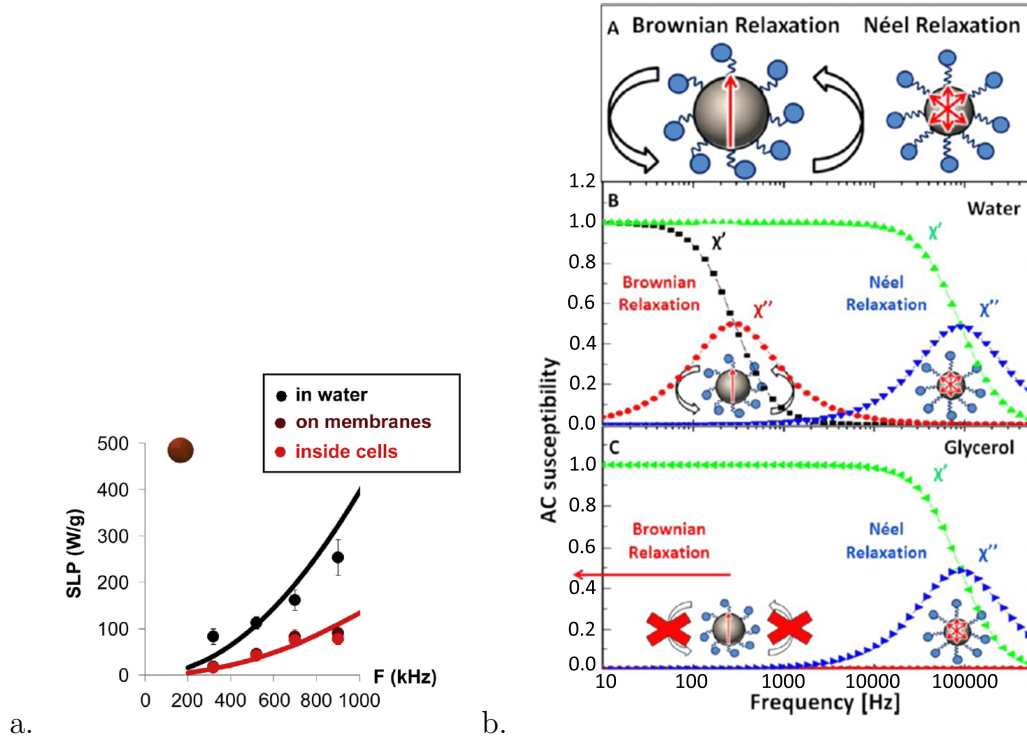 in water
on membranes
inside cells
500
400
300
200
100
0
SLP (W/g)
0 200 400 600 800 1000
F (kHz)
a.
A Brownian Relaxation Néel Relaxation
1.2
1.0
0.8
0.6
0.4
0.2
0.0
B Water
χ' χ'
Brownian
Relaxation
χ''
Néel
Relaxation
χ''
AC susceptibility
C Glycerol
1.0
0.8
0.6
0.4
0.2
0.0
χ'
Brownian
Relaxation
Néel
Relaxation
χ''
10 100 1000 10000 100000
Frequency [Hz]
b.